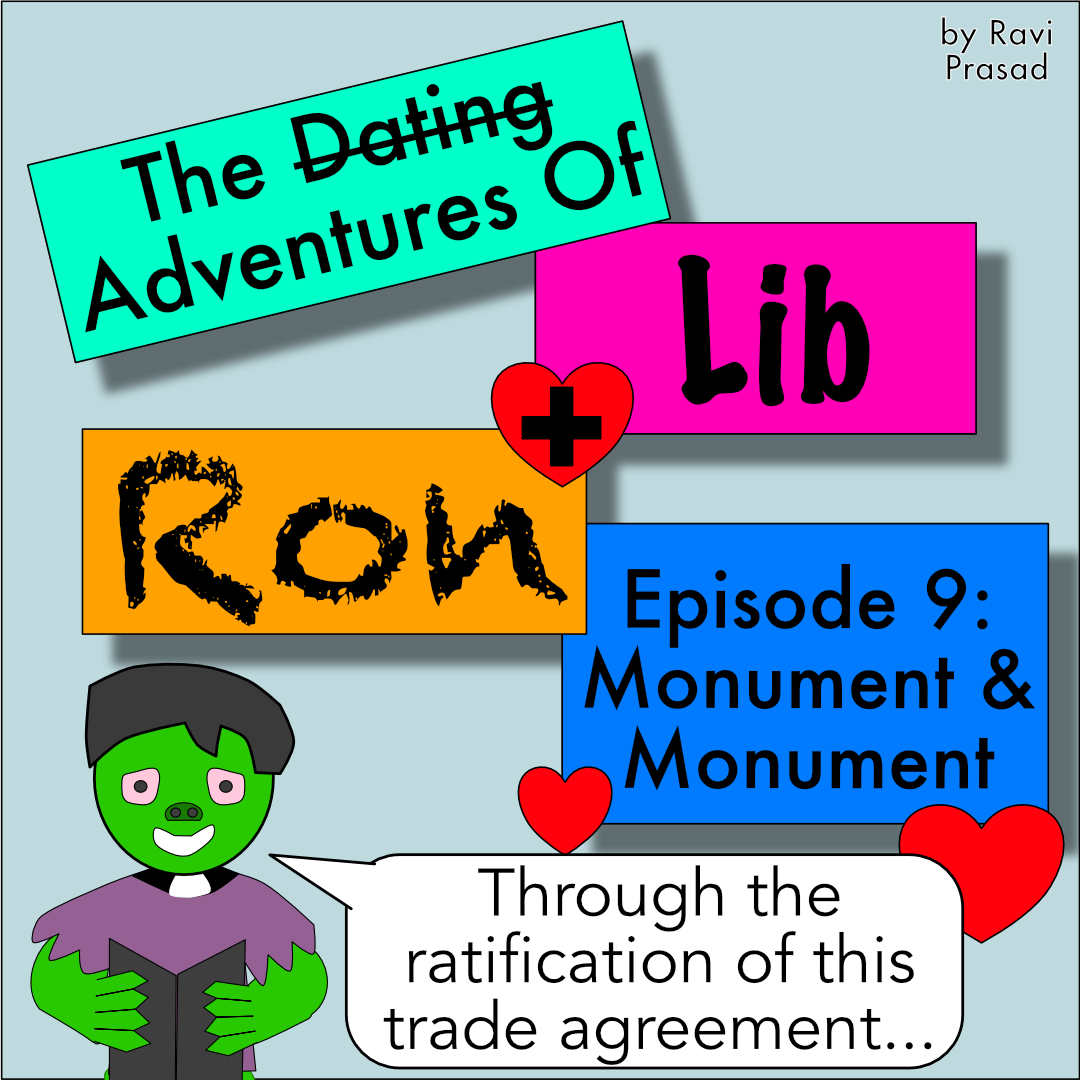 by Ravi
Prasad
The Dating
Adventures Of
Lib
+
Ron
Episode 9:
Monument &
Monument
Through the
ratification of this
trade agreement...